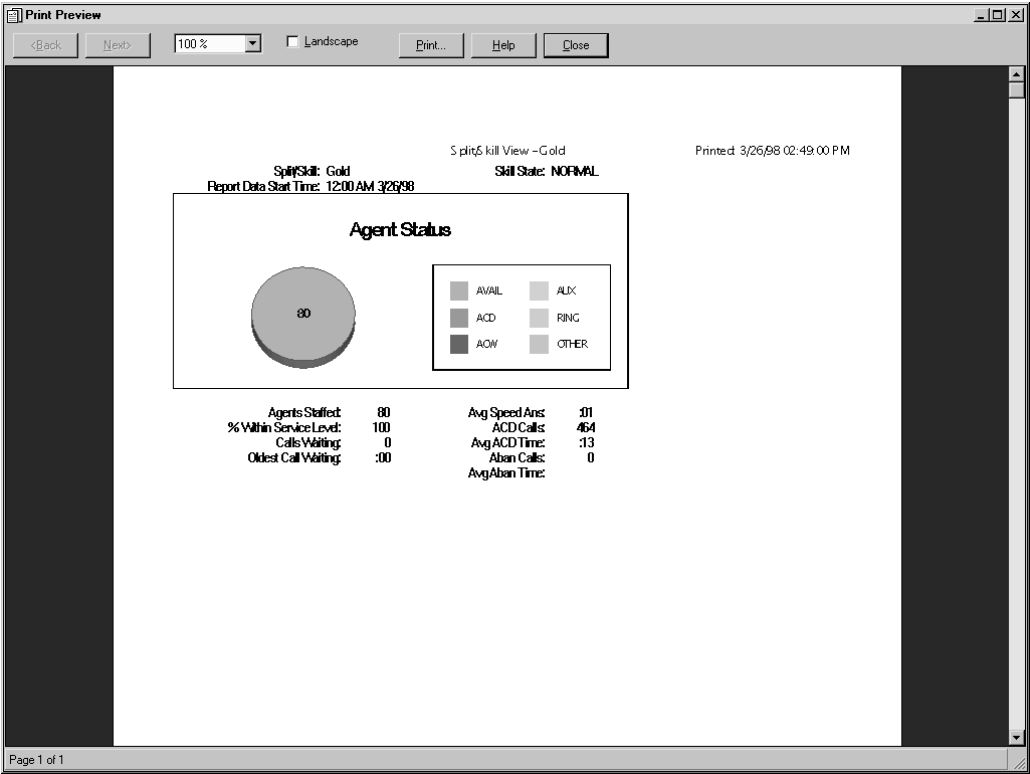 Print Preview
<Back Next> 100 % Landscape Print... Help Close
Split/Skill View - Gold Printed: 3/26/98 02:49:00 PM
Split/Skill: Gold Skill State: NORMAL
Report Data Start Time: 12:00 AM 3/26/98
Agent Status
80
AVAIL AUX
ACD RING
ACW OTHER
Agents Staffed: 80 Avg Speed Ans: :01
% Within Service Level: 100 ACD Calls: 464
Calls Waiting: 0 Avg ACD Time: :13
Oldest Call Waiting: :00 Aban Calls: 0
Avg Aban Time:
Page 1 of 1